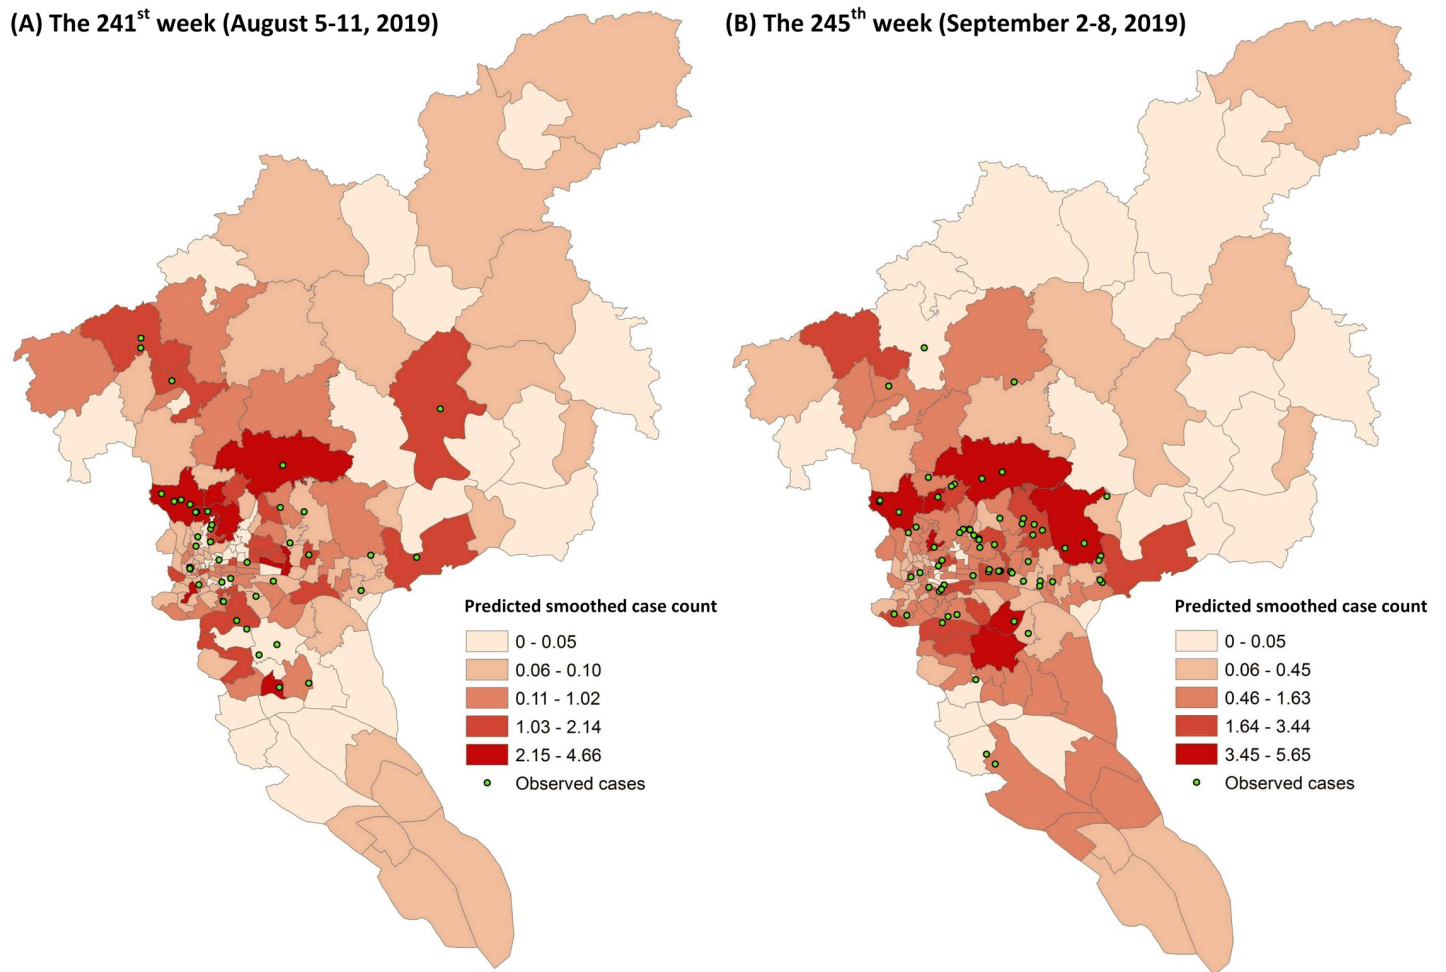 (A) The 241st week (August 5-11, 2019)
(B) The 245th week (September 2-8, 2019)
Predicted smoothed case count
0 - 0.05
0.06 - 0.10
0.11 - 1.02
1.03 - 2.14
2.15 - 4.66
Observed cases
Predicted smoothed case count
0 - 0.05
0.06 - 0.45
0.46 - 1.63
1.64 - 3.44
3.45 - 5.65
Observed cases